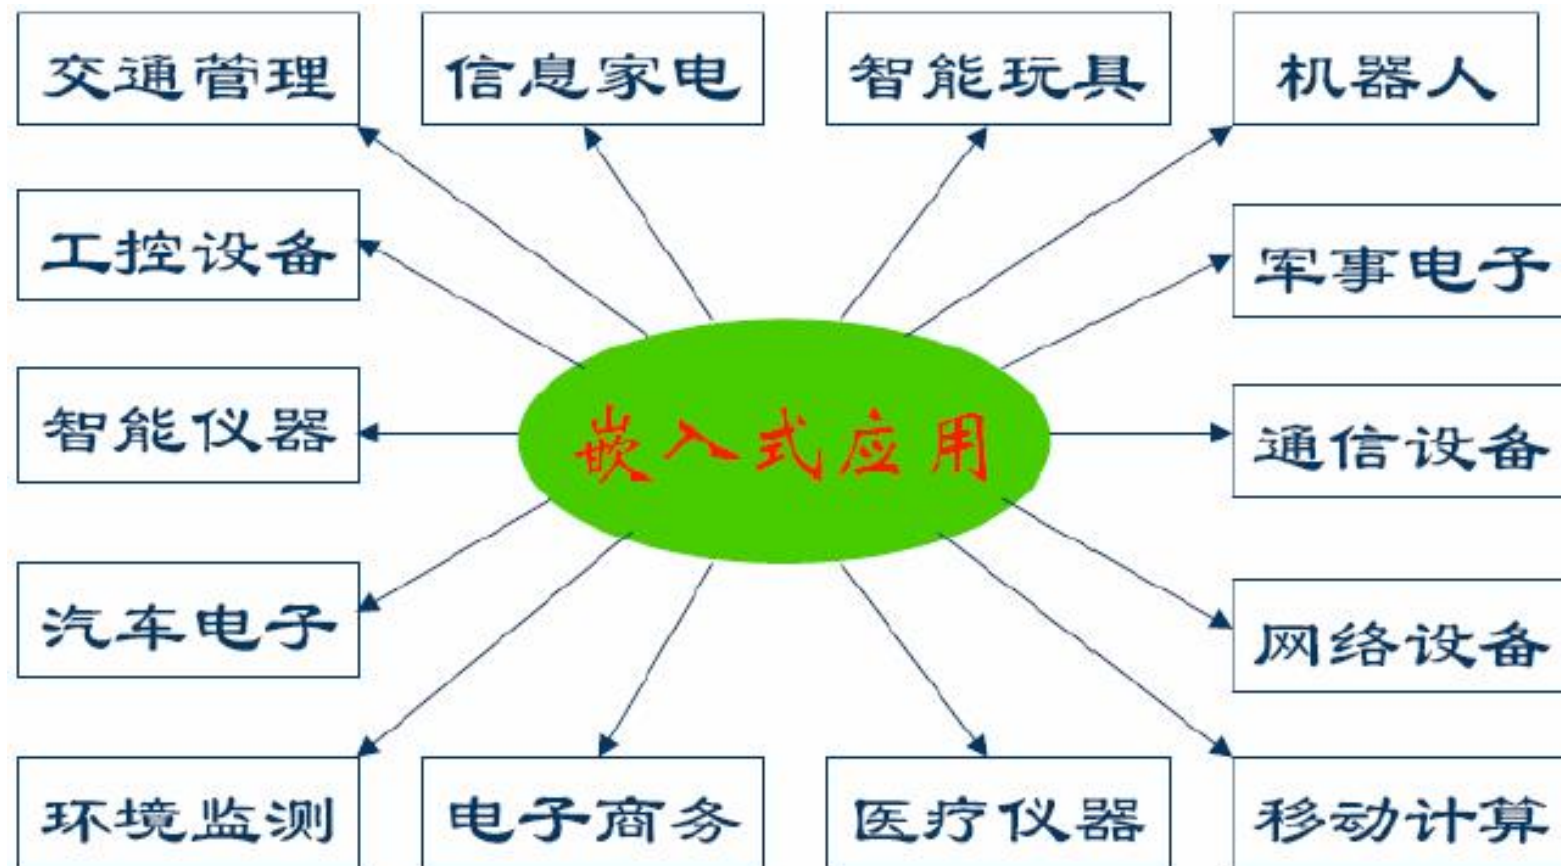 交通管理
信息家电
智能玩具
机器人
工控设备
军事电子
智能仪器
嵌入式应用
通信设备
汽车电子
网络设备
环境监测
电子商务
医疗仪器
移动计算